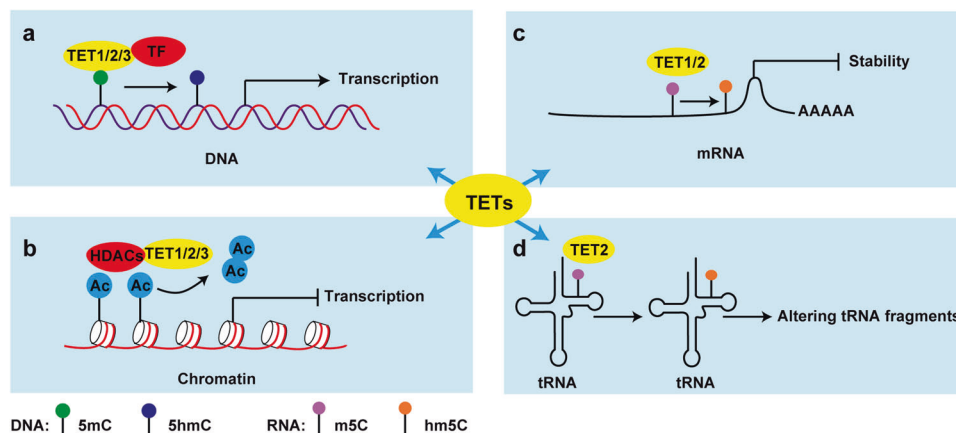 a
TET1/2/3 TF
Transcription
DNA
c
TET1/2
Stability
AAAAA
mRNA
TETs
b
HDACs TET1/2/3
Ac
Ac
Ac
Ac
Transcription
Chromatin
d
TET2
Altering tRNA fragments
tRNA
tRNA
DNA: 5mC 5hmC RNA: m5C hm5C